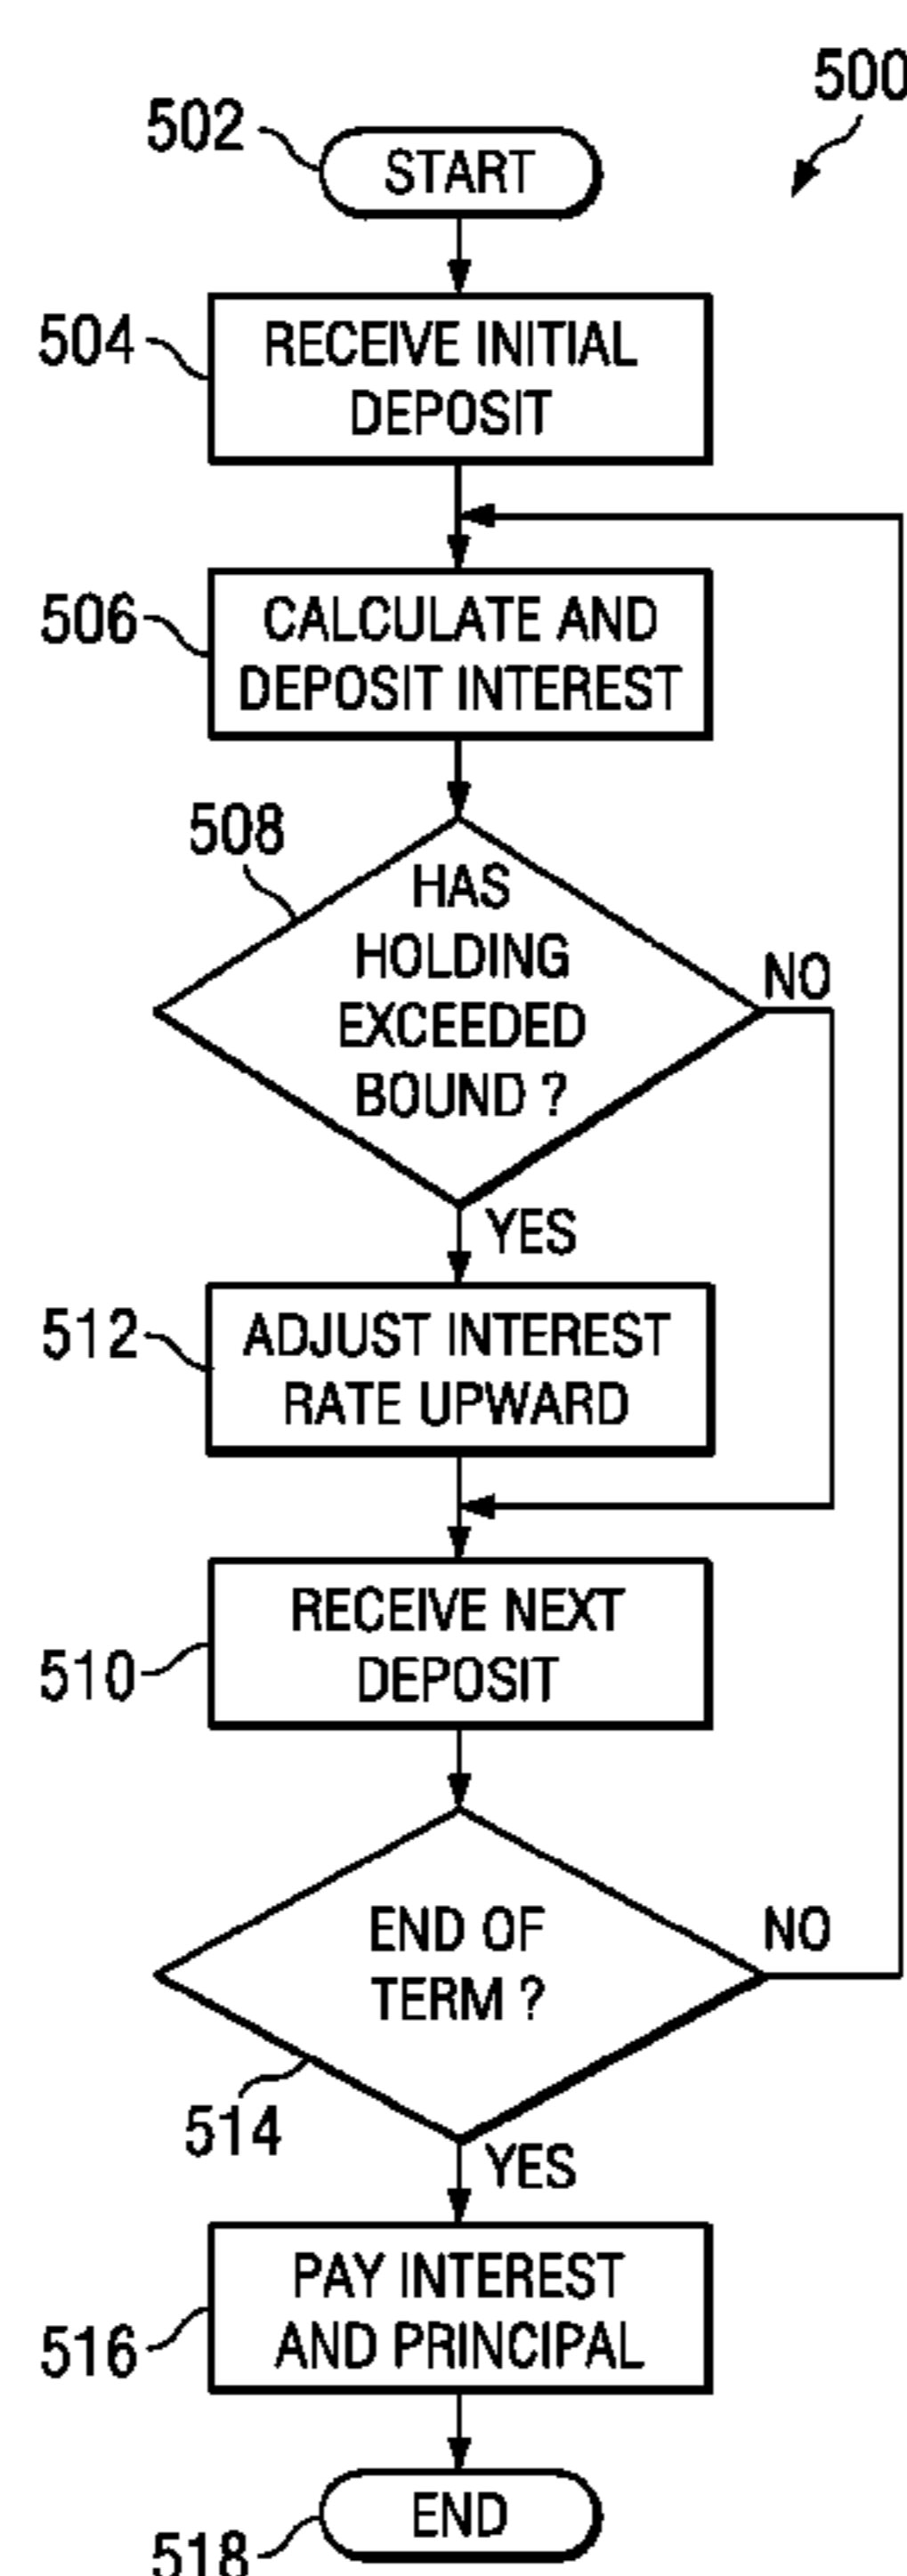 500
502
START
504
RECEIVE INITIAL
DEPOSIT
506
CALCULATE AND
DEPOSIT INTEREST
508
HAS
HOLDING
EXCEEDED
BOUND ?
NO
YES
512
ADJUST INTEREST
RATE UPWARD
510
RECEIVE NEXT
DEPOSIT
END OF
TERM ?
NO
514
YES
516
PAY INTEREST
AND PRINCIPAL
END
518